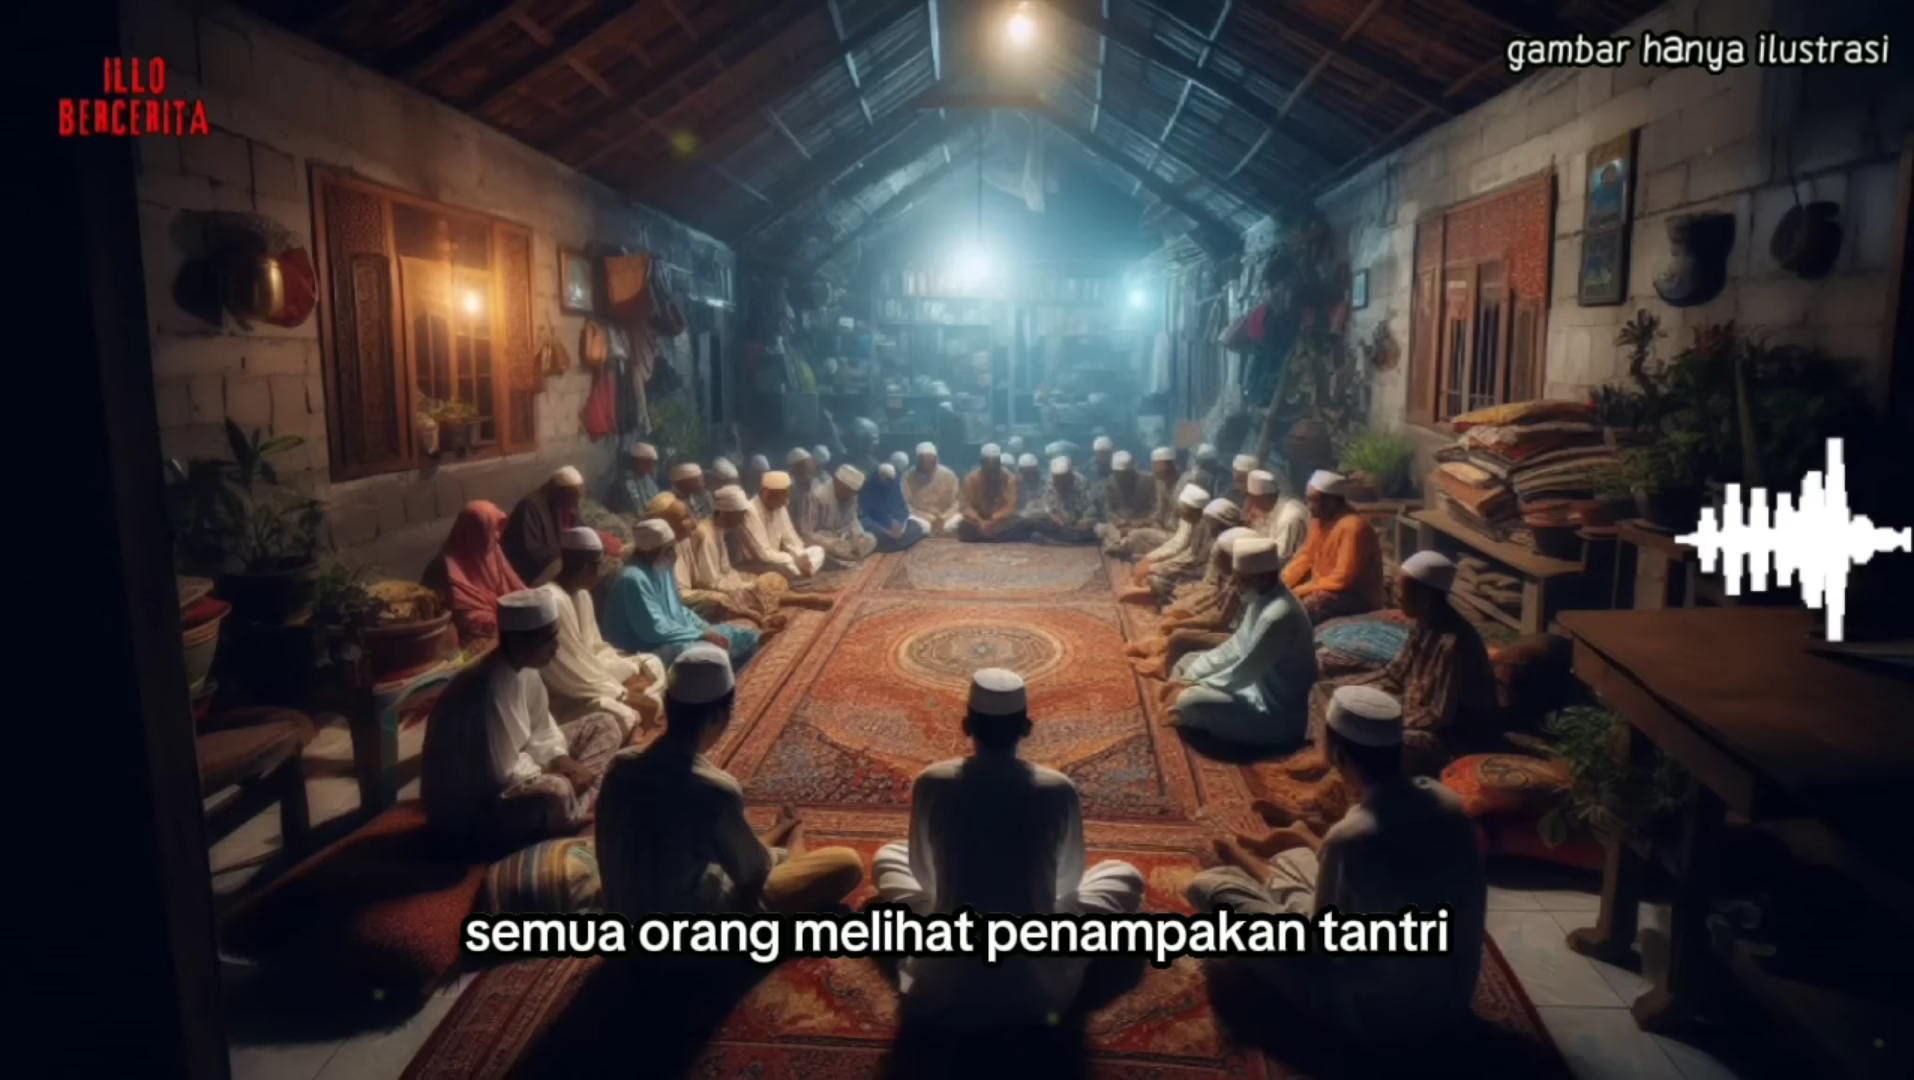 ILLO
BERCERITA
gambar hanya ilustrasi
semua orang melihat penampakan tantri